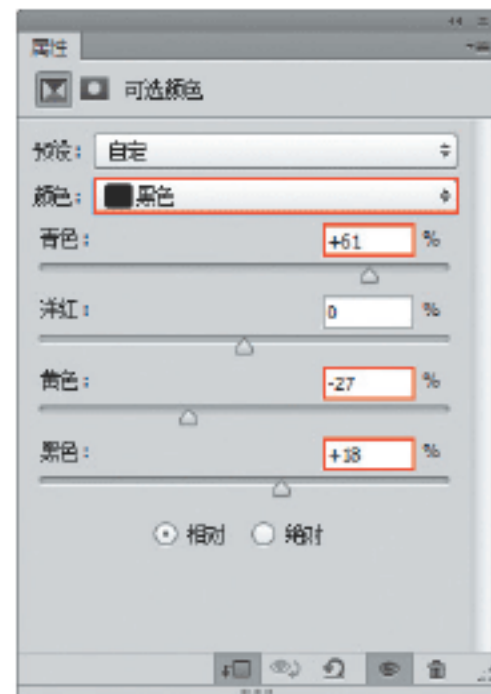 属性
可选颜色
预设： 自定
颜色： 黑色
青色： +61 %
洋红： 0 %
黄色： -27 %
黑色： +18 %
相对 绝对